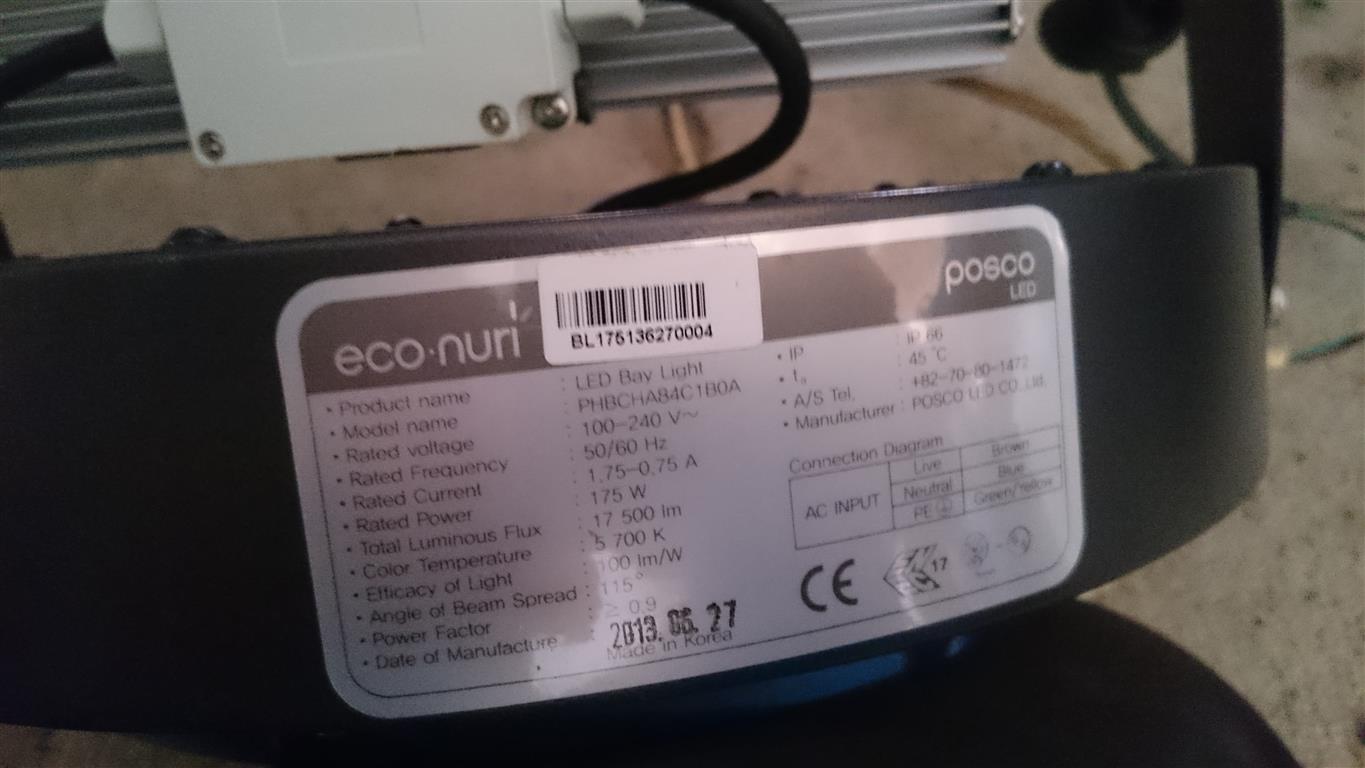 eco·nuri
BL175136270004
posco
LED
• Product name : LED Bay Light
• Model name : PHBCHA84C1B0A
• Rated voltage : 100-240 V~
• Rated Frequency : 50/60 Hz
• Rated Current : 1.75-0.75 A
• Rated Power : 175 W
• Total Luminous Flux : 17 500 lm
• Color Temperature : 5 700 K
• Efficacy of Light : 100 lm/W
• Angle of Beam Spread : 115°
• Power Factor : ≥ 0.9
• Date of Manufacture : 2013. 06. 27
Made in Korea
• IP : IP 66
• ta : 45 °C
• A/S Tel. : +82-70-80-1472
• Manufacturer : POSCO LED CO.,Ltd.
Connection Diagram
AC INPUT
Live Brown
Neutral Blue
PE Green/Yellow
CE
17